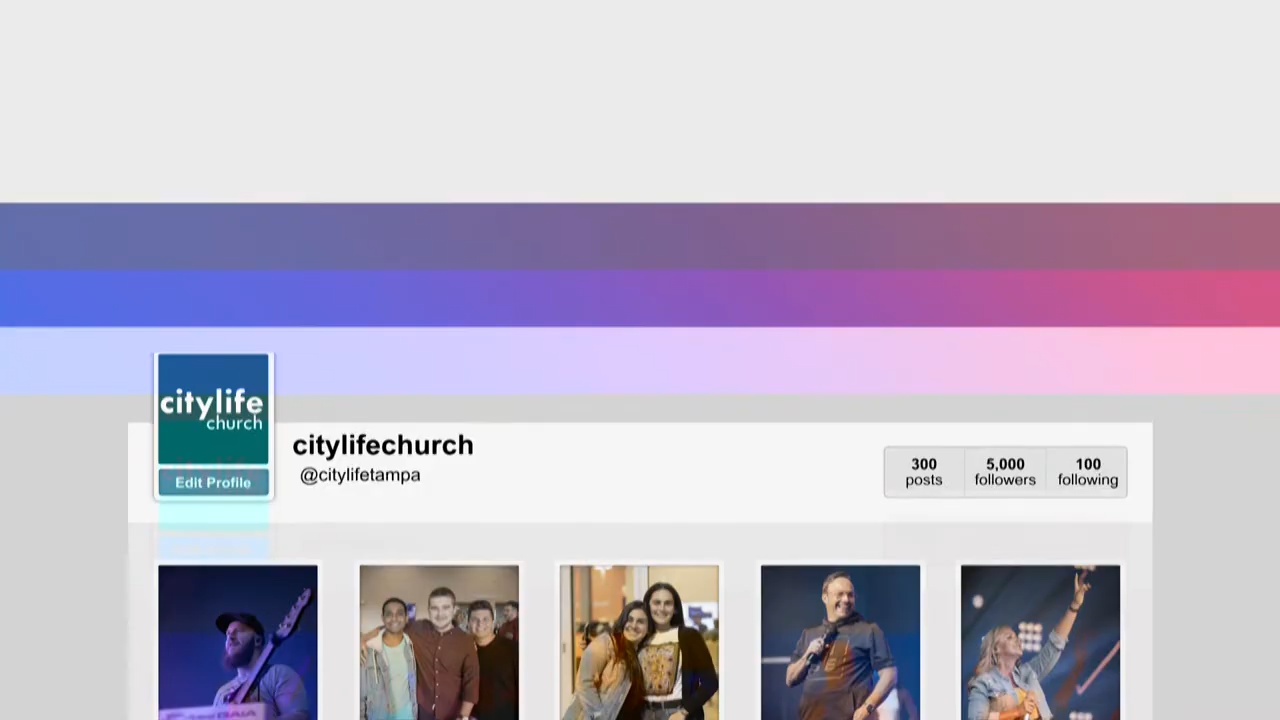 citylife
church
Edit Profile
citylifechurch
@citylifetampa
300
posts
5,000
followers
100
following